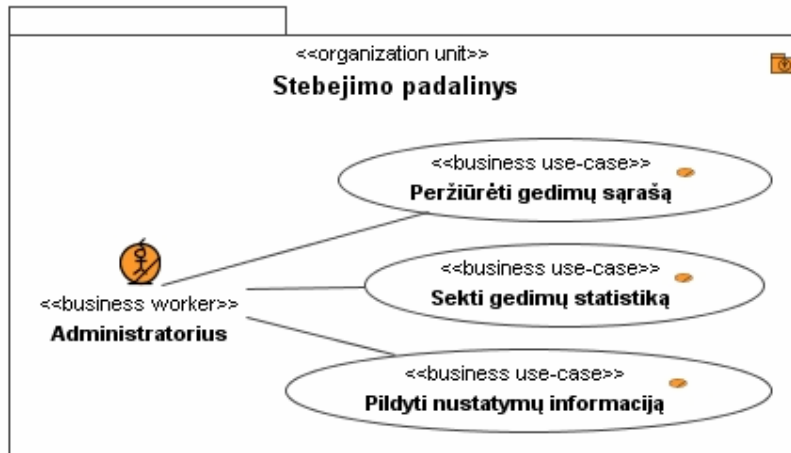 <<organization unit>>
Stebejimo padalinys
<<business use-case>>
Peržiūrėti gedimų sąrašą
<<business worker>>
Administratorius
<<business use-case>>
Sekti gedimų statistiką
<<business use-case>>
Pildyti nustatymų informaciją